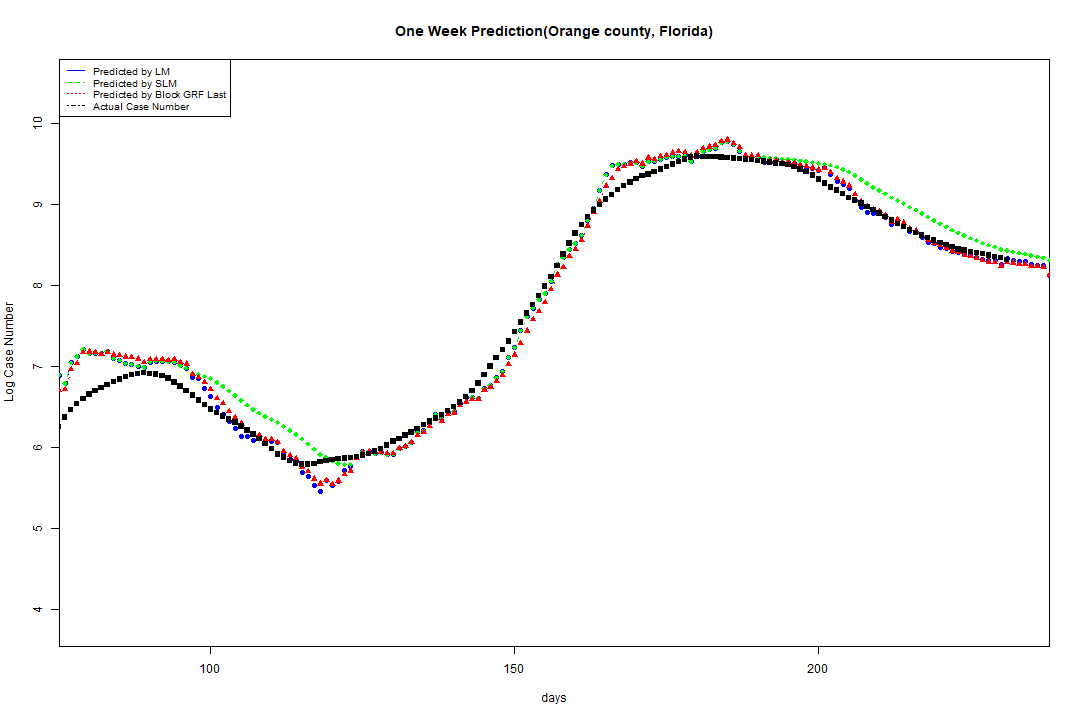 One Week Prediction(Orange county, Florida)
Predicted by LM
Predicted by SLM
Predicted by Block GRF Last
Actual Case Number
10
9
8
7
6
5
4
Log Case Number
100 150 200
days